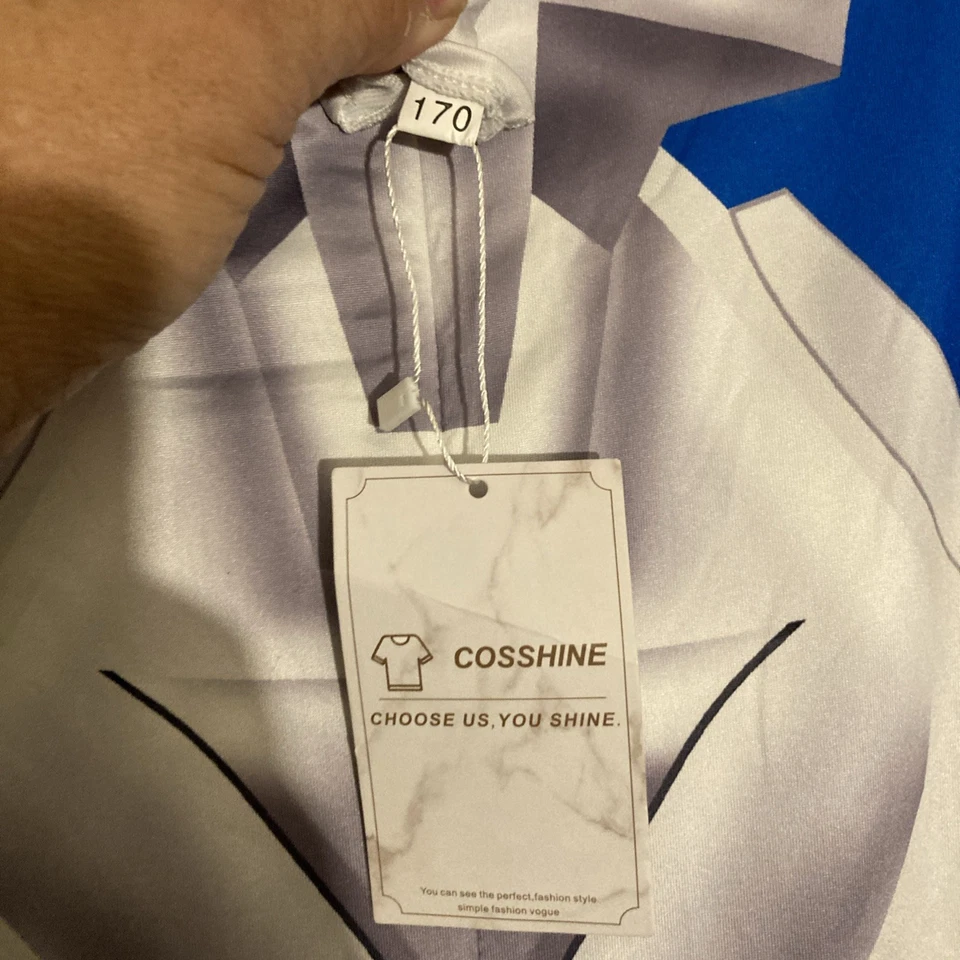 170
COSSHINE
CHOOSE US,YOU SHINE.
You can see the perfect,fashion style.
simple fashion vogue